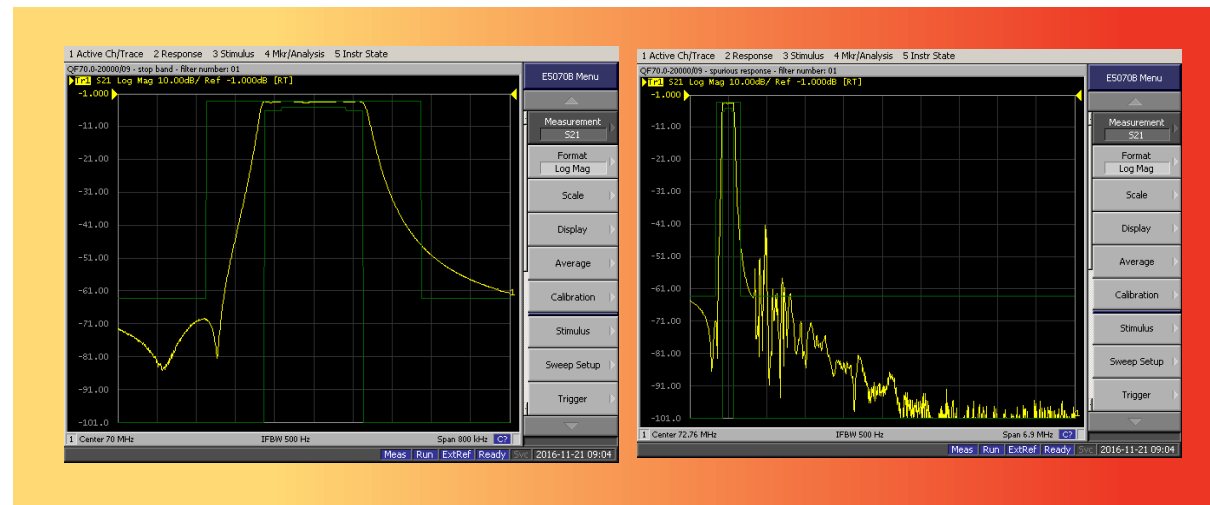 1 Active Ch/Trace 2 Response 3 Stimulus 4 Mkr/Analysis 5 Instr State
QF70.0-20000/09 - stop band - filter number: 01
Tr1 S21 Log Mag 10.00dB/ Ref -1.000dB [RT]
-1.000
-11.00
-21.00
-31.00
-41.00
-51.00
-61.00
-71.00
-81.00
-91.00
-101.0
1
1 Center 70 MHz IFBW 500 Hz Span 800 kHz C?
E5070B Menu
Measurement
S21
Format
Log Mag
Scale
Display
Average
Calibration
Stimulus
Sweep Setup
Trigger
Meas Run ExtRef Ready Svc 2016-11-21 09:04
1 Active Ch/Trace 2 Response 3 Stimulus 4 Mkr/Analysis 5 Instr State
QF70.0-20000/09 - spurious response - filter number: 01
Tr1 S21 Log Mag 10.00dB/ Ref -1.000dB [RT]
-1.000
-11.00
-21.00
-31.00
-41.00
-51.00
-61.00
-71.00
-81.00
-91.00
-101.0
1
1 Center 72.76 MHz IFBW 500 Hz Span 6.9 MHz C?
E5070B Menu
Measurement
S21
Format
Log Mag
Scale
Display
Average
Calibration
Stimulus
Sweep Setup
Trigger
Meas Run ExtRef Ready Svc 2016-11-21 09:04